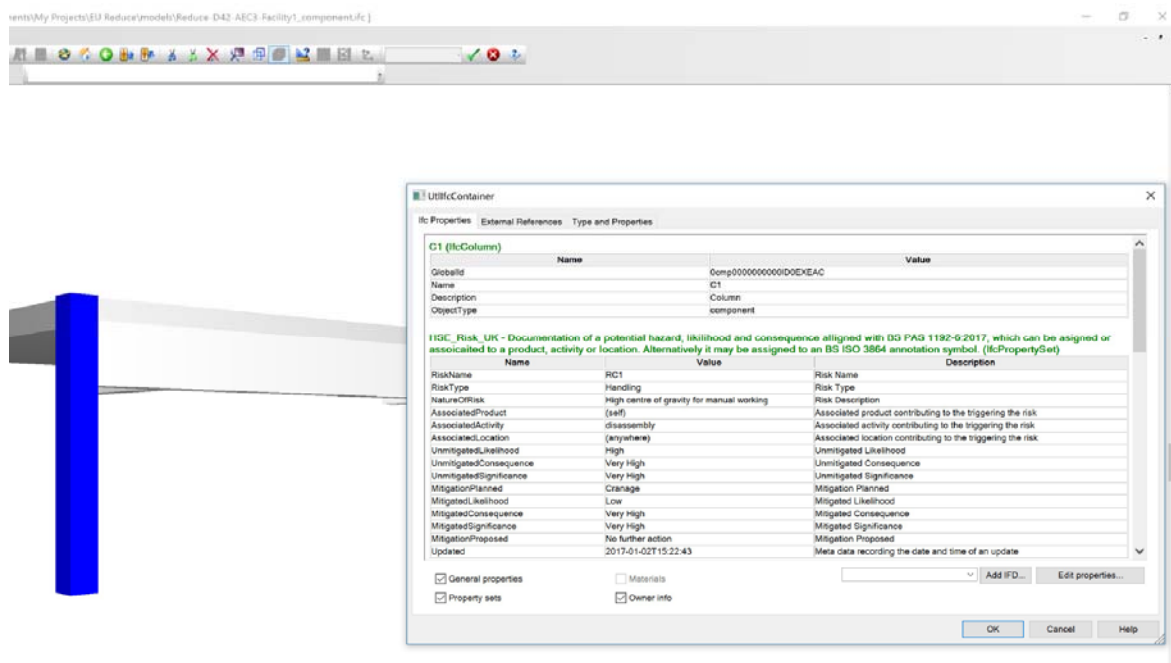 ents\My Projects\EU Reduce\models\Reduce-D42-AEC3-Facility1_component.ifc ]
UtilIfcContainer
Ifc Properties External References Type and Properties
C1 (IfcColumn)
Name Value
GlobalId 0cmp0000000000ID0EXEAC
Name C1
Description Column
ObjectType component
HSE_Risk_UK - Documentation of a potential hazard, liklihood and consequence alligned with BS PAS 1192-6:2017, which can be asigned or
assoicaited to a product, activity or location. Alternatively it may be assigned to an BS ISO 3864 annotation symbol. (IfcPropertySet)
Name Value Description
RiskName RC1 Risk Name
RiskType Handling Risk Type
NatureOfRisk High centre of gravity for manual working Risk Description
AssociatedProduct (self) Associated product contributing to the triggering the risk
AssociatedActivity disassembly Associated activity contributing to the triggering the risk
AssociatedLocation (anywhere) Associated location contributing to the triggering the risk
UnmitigatedLikelihood High Unmitigated Likelihood
UnmitigatedConsequence Very High Unmitigated Consequence
UnmitigatedSignificance Very High Unmitigated Significance
MitigationPlanned Cranage Mitigation Planned
MitigatedLikelihood Low Mitigated Likelihood
MitigatedConsequence Very High Mitigated Consequence
MitigatedSignificance Very High Mitigated Significance
MitigationProposed No further action Mitigation Proposed
Updated 2017-01-02T15:22:43 Meta data recording the date and time of an update
General properties Materials Add IFD... Edit properties...
Property sets Owner info
OK Cancel Help